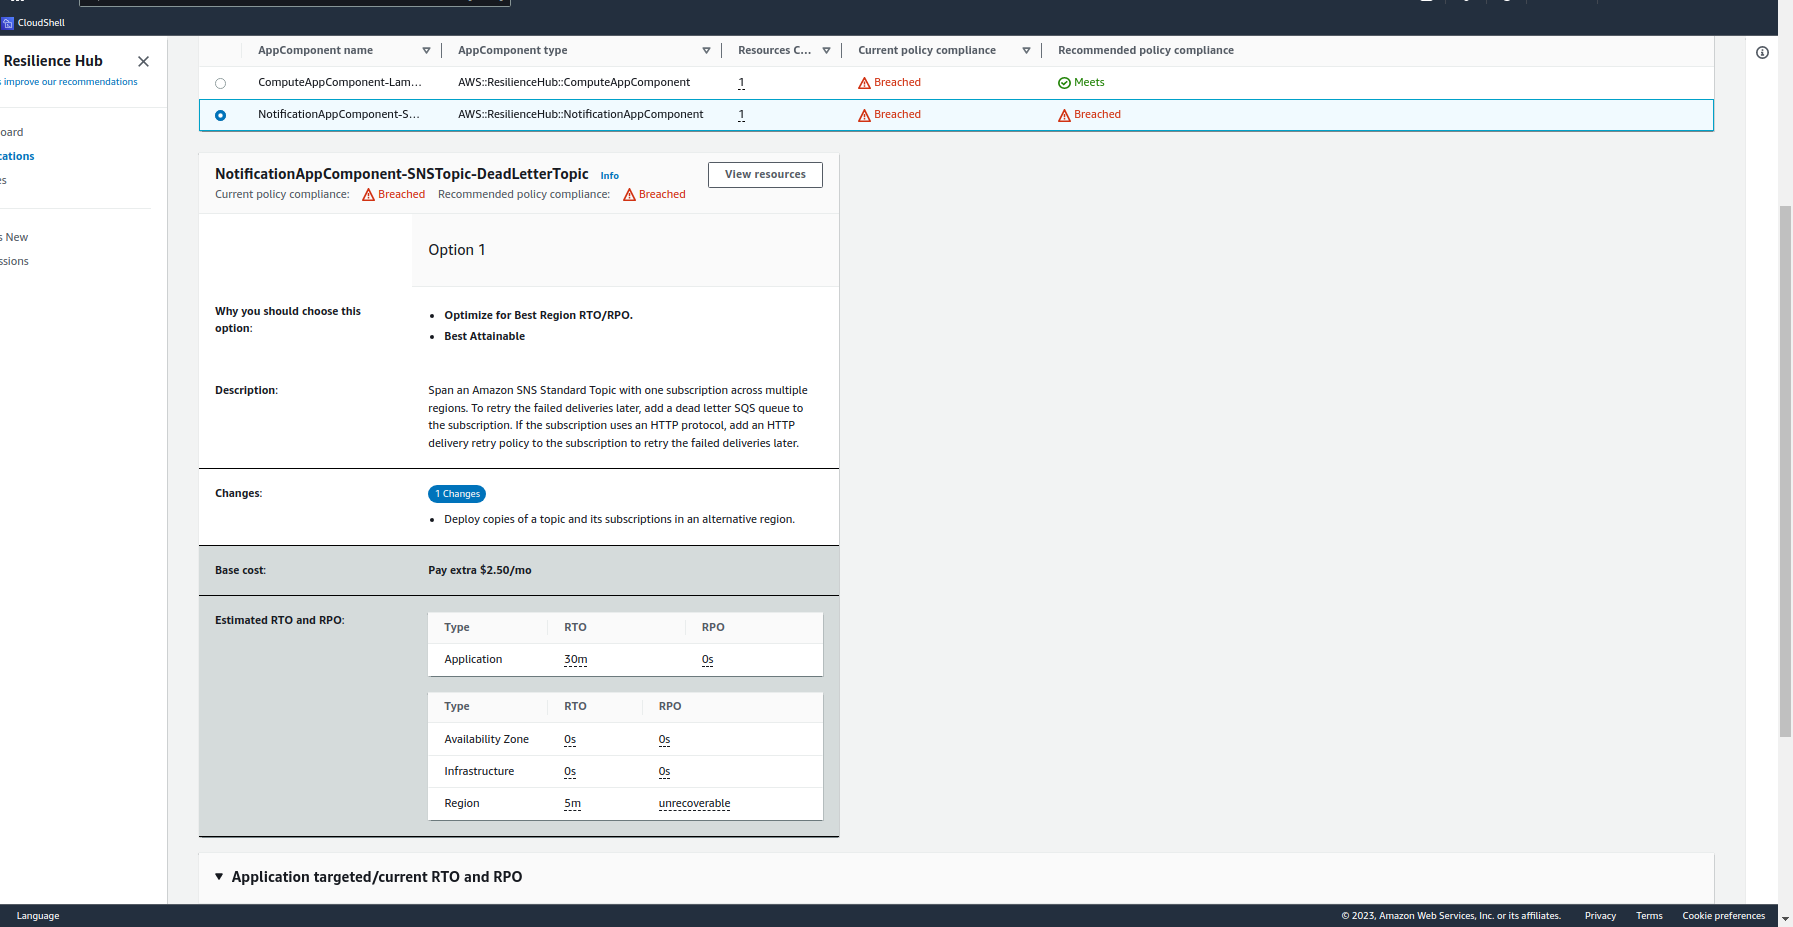 CloudShell
Resilience Hub
improve our recommendations
AppComponent name
AppComponent type
Resources C...
Current policy compliance
Recommended policy compliance
ComputeAppComponent-Lam...
AWS::ResilienceHub::ComputeAppComponent
1
Breached
Meets
NotificationAppComponent-S...
AWS::ResilienceHub::NotificationAppComponent
1
Breached
Breached
NotificationAppComponent-SNSTopic-DeadLetterTopic
Info
View resources
Current policy compliance:
Breached
Recommended policy compliance:
Breached
New
Option 1
Why you should choose this
option:
• Optimize for Best Region RTO/RPO.
• Best Attainable
Description:
Span an Amazon SNS Standard Topic with one subscription across multiple
regions. To retry the failed deliveries later, add a dead letter SQS queue to
the subscription. If the subscription uses an HTTP protocol, add an HTTP
delivery retry policy to the subscription to retry the failed deliveries later.
Changes:
1 Changes
• Deploy copies of a topic and its subscriptions in an alternative region.
Base cost:
Pay extra $2.50/mo
Estimated RTO and RPO:
Type RTO RPO
Application 30m 0s
Type RTO RPO
Availability Zone 0s 0s
Infrastructure 0s 0s
Region 5m unrecoverable
Application targeted/current RTO and RPO
Language
© 2023, Amazon Web Services, Inc. or its affiliates.
Privacy
Terms
Cookie preferences